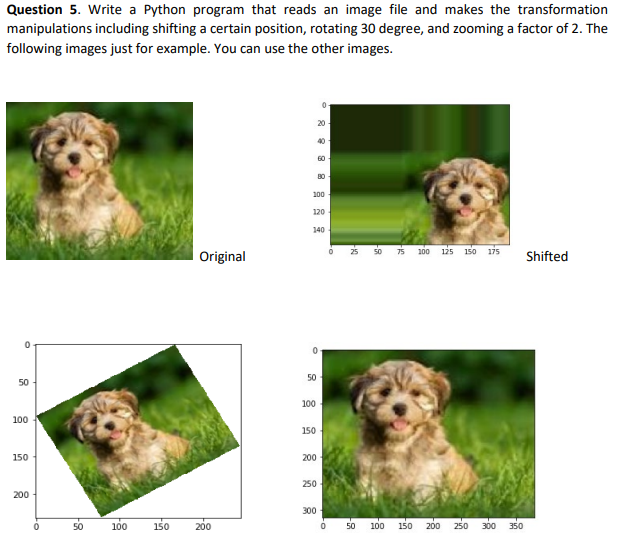 Question 5. Write a Python program that reads an image file and makes the transformation
manipulations including shifting a certain position, rotating 30 degree, and zooming a factor of 2. The
following images just for example. You can use the other images.
Original
0
20
40
60
80
100
120
140
0 25 50 75 100 125 150 175
Shifted
0
50
100
150
200
0 50 100 150 200
0
50
100
150
200
250
300
0 50 100 150 200 250 300 350